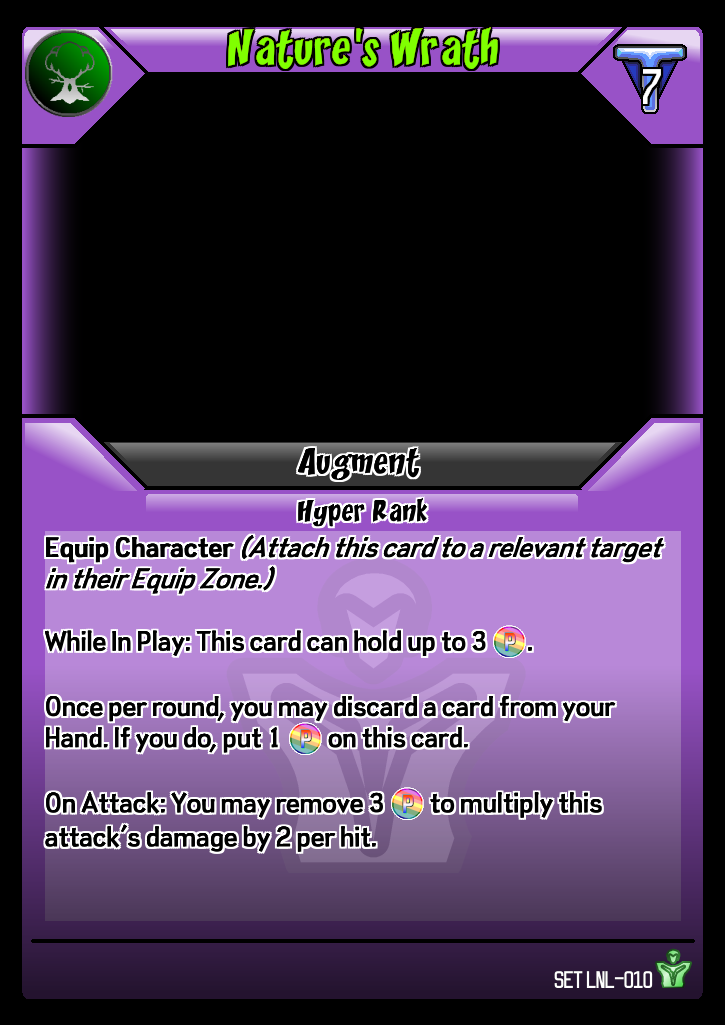 Nature's Wrath
7
Augment
Hyper Rank
Equip Character (Attach this card to a relevant target
in their Equip Zone.)
While In Play: This card can hold up to 3 P.
Once per round, you may discard a card from your
Hand. If you do, put 1 P on this card.
On Attack: You may remove 3 P to multiply this
attack's damage by 2 per hit.
SET LNL-010